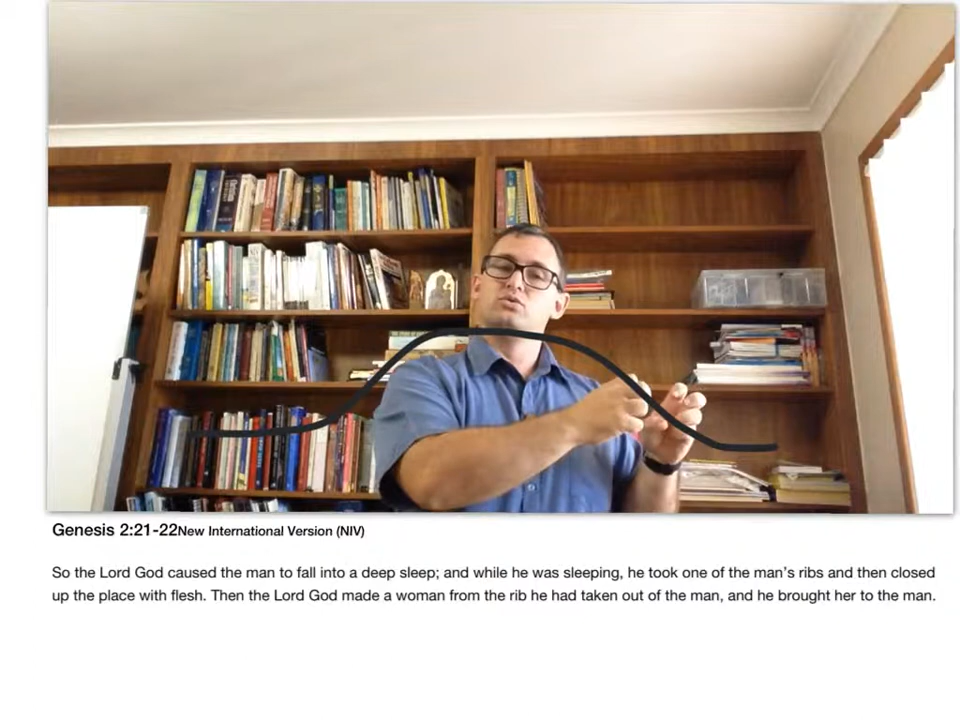 Genesis 2:21-22New International Version (NIV)
So the Lord God caused the man to fall into a deep sleep; and while he was sleeping, he took one of the man’s ribs and then closed
up the place with flesh. Then the Lord God made a woman from the rib he had taken out of the man, and he brought her to the man.